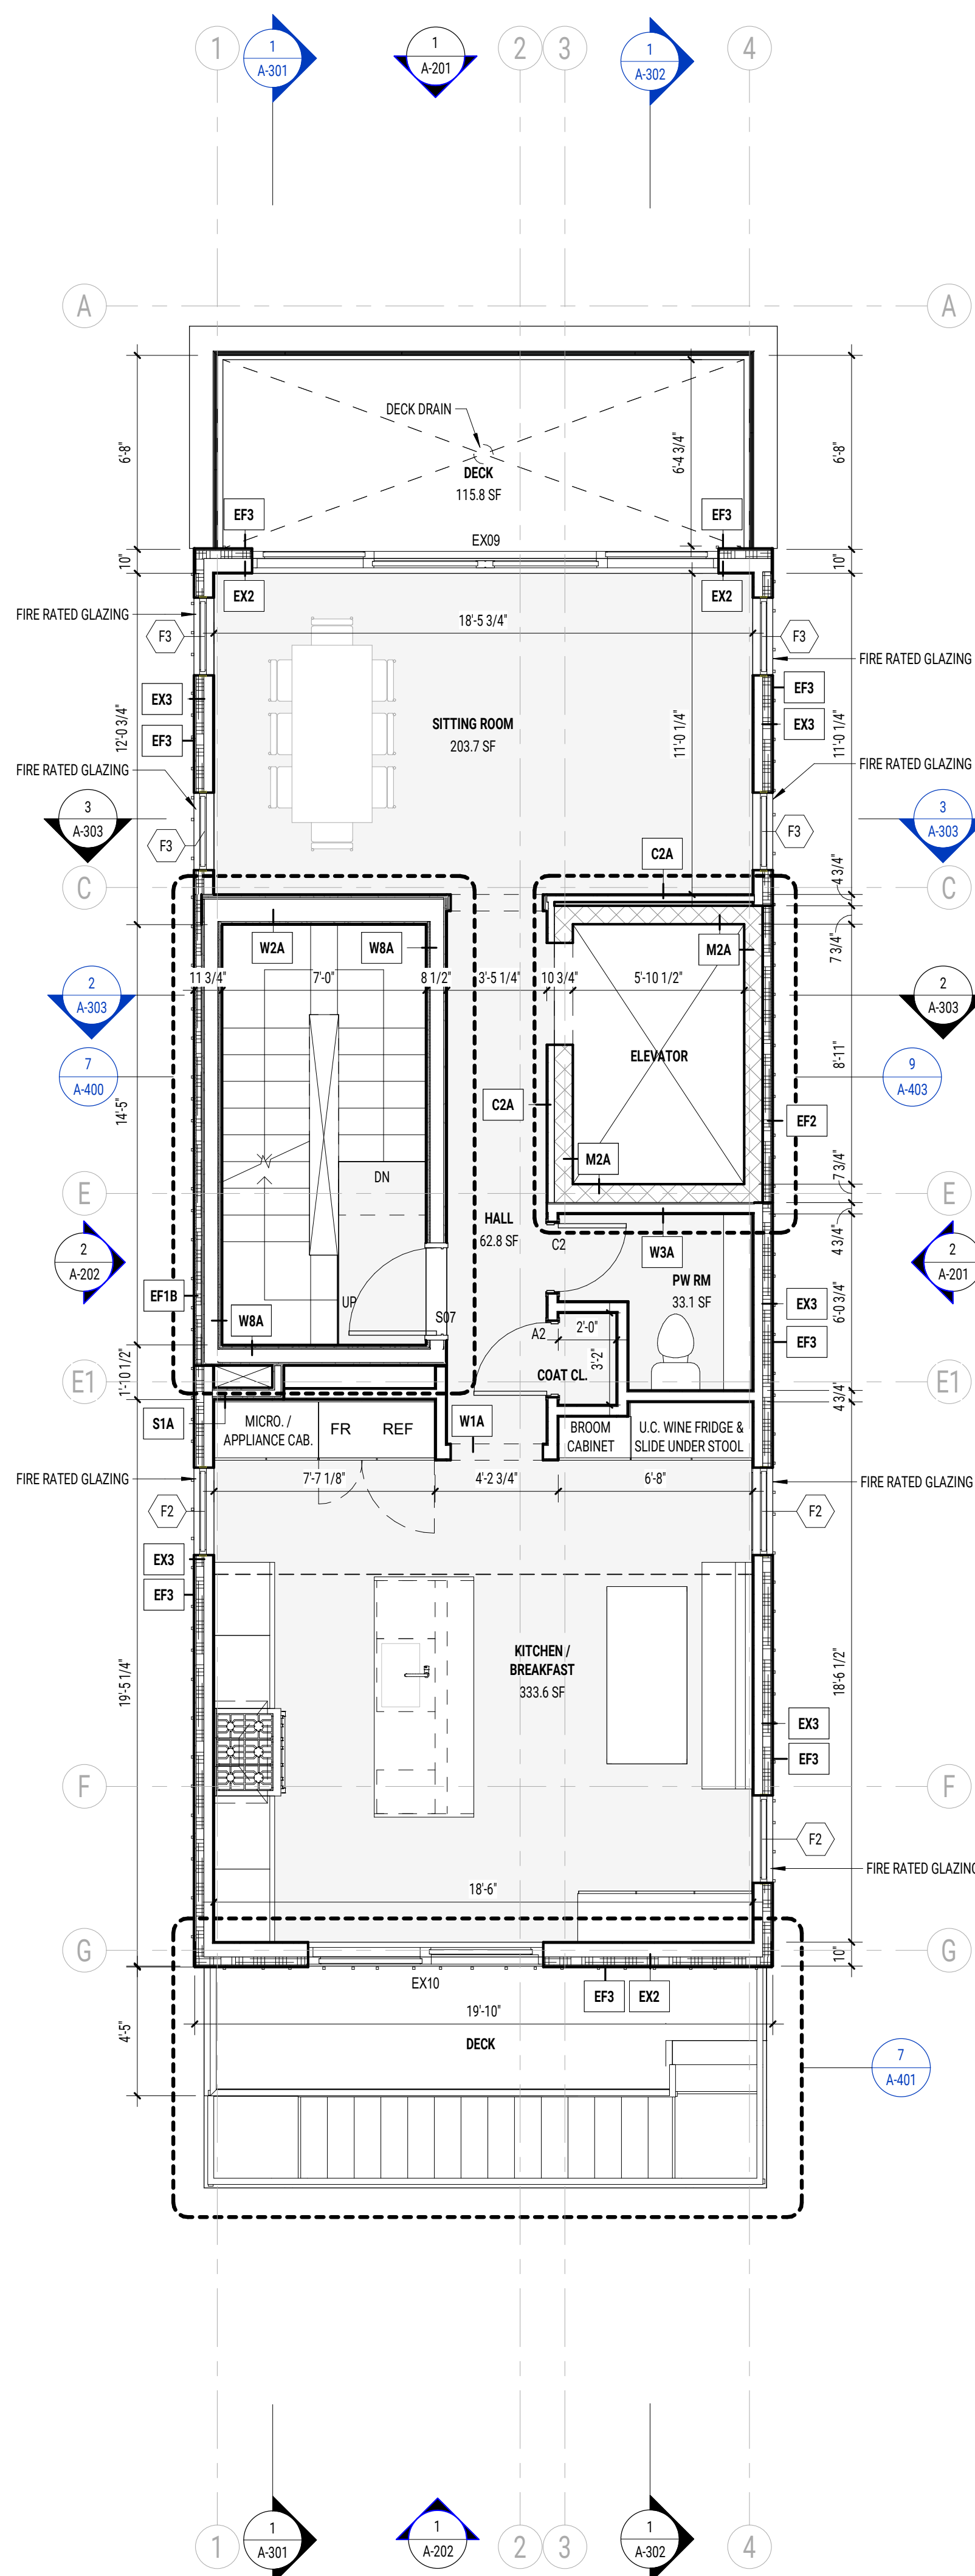 1
1
A-301
1
A-201
2
3
1
A-302
4
A
A
DECK DRAIN
6'-8"
6'-4 3/4"
6'-8"
DECK
115.8 SF
EF3
EF3
EX09
10"
10"
EX2
EX2
FIRE RATED GLAZING
18'-5 3/4"
F3
F3
FIRE RATED GLAZING
EX3
EF3
EX3
SITTING ROOM
203.7 SF
12'-0 3/4"
11'-0 1/4"
11'-0 1/4"
EF3
FIRE RATED GLAZING
FIRE RATED GLAZING
3
A-303
3
A-303
F3
F3
C2A
C
4 3/4"
C
W2A
W8A
M2A
7 3/4"
11 3/4"
7'-0"
8 1/2"
3'-5 1/4"
10 3/4"
5'-10 1/2"
2
A-303
2
A-303
7
A-400
ELEVATOR
8'-11"
9
A-403
14'-5"
C2A
EF2
M2A
DN
7 3/4"
E
E
HALL
62.8 SF
C2
4 3/4"
2
A-202
W3A
2
A-201
PW RM
33.1 SF
EF1B
UP
S07
W8A
EX3
6'-0 3/4"
A2
2'-0"
EF3
3'-2"
COAT CL.
E1
1'-10 1/2"
E1
4 3/4"
S1A
MICRO. /
APPLIANCE CAB.
FR
REF
W1A
BROOM
CABINET
U.C. WINE FRIDGE &
SLIDE UNDER STOOL
FIRE RATED GLAZING
7'-7 1/8"
4'-2 3/4"
6'-8"
FIRE RATED GLAZING
F2
F2
EX3
EF3
KITCHEN /
BREAKFAST
333.6 SF
19'-5 1/4"
18'-6 1/2"
EX3
EF3
F
F
F2
FIRE RATED GLAZING
18'-6"
G
10"
G
EX10
EF3
EX2
19'-10"
4'-5"
DECK
7
A-401
1
1
A-301
1
A-202
2
3
1
A-302
4